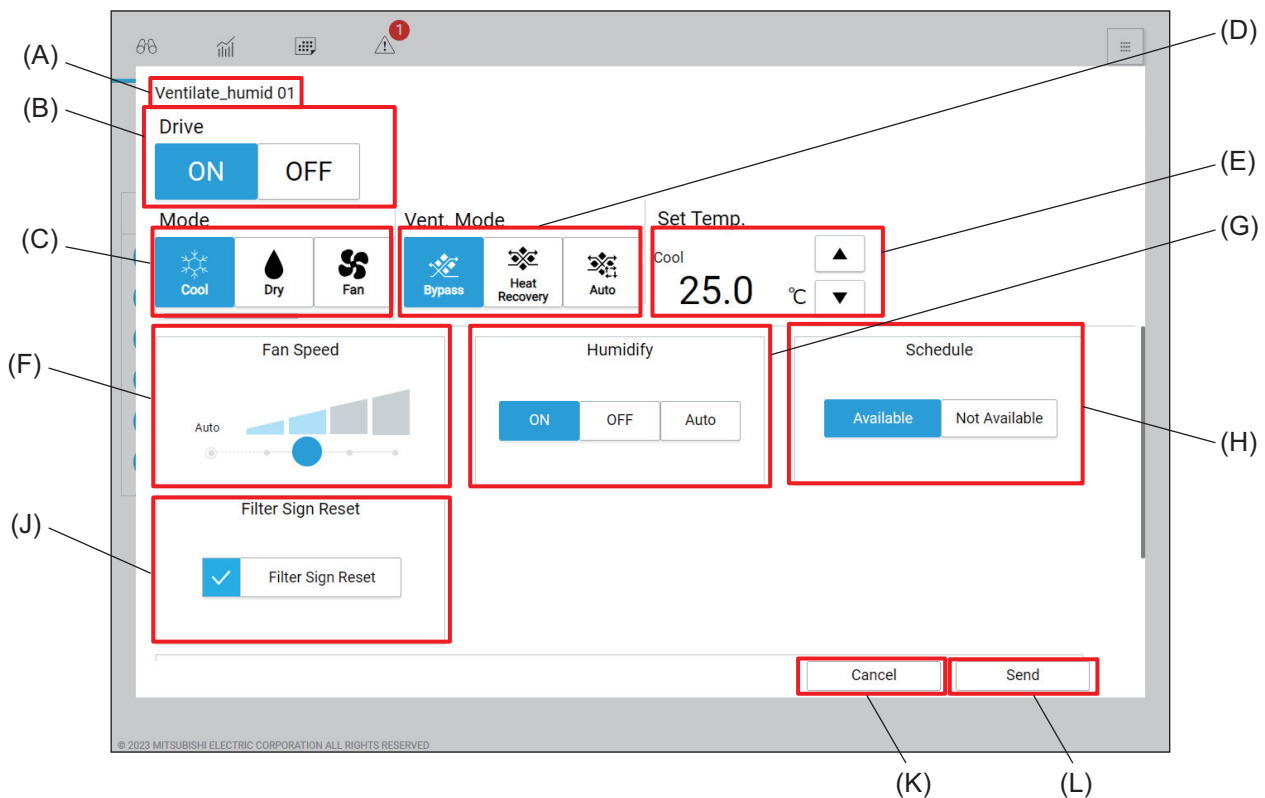 1
(D)
(A)
Ventilate_humid 01
(B)
Drive
ON OFF
(E)
Mode Vent. Mode Set Temp.
(G)
(C)
Cool Dry Fan
Bypass Heat Recovery Auto
Cool
25.0 ℃
▲
▼
(F)
Fan Speed
Auto
Humidify
ON OFF Auto
Schedule
Available Not Available
(H)
(J)
Filter Sign Reset
Filter Sign Reset
Cancel Send
© 2023 MITSUBISHI ELECTRIC CORPORATION ALL RIGHTS RESERVED
(K) (L)